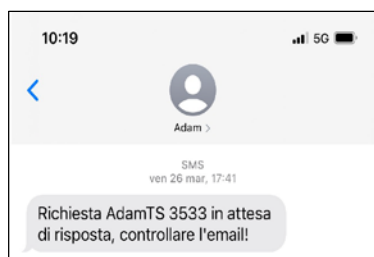 10:19
5G
Adam >
SMS
ven 26 mar, 17:41
Richiesta AdamTS 3533 in attesa
di risposta, controllare l'email!